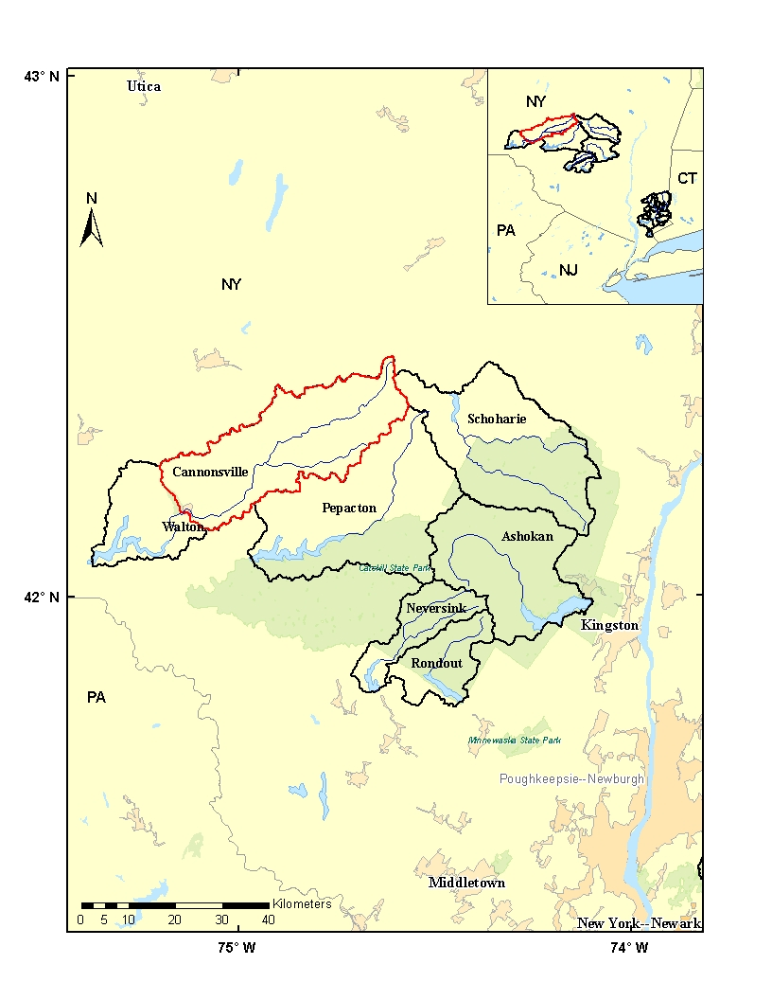 43° N
Utica
NY
N
CT
PA
NJ
NY
Schoharie
Cannonsville
Pepacton
Walton
Ashokan
Catskill State Park
42° N
Neversink
Kingston
Rondout
PA
Minnewaska State Park
Poughkeepsie--Newburgh
Middletown
Kilometers
0 5 10 20 30 40
New York--Newark
75° W
74° W